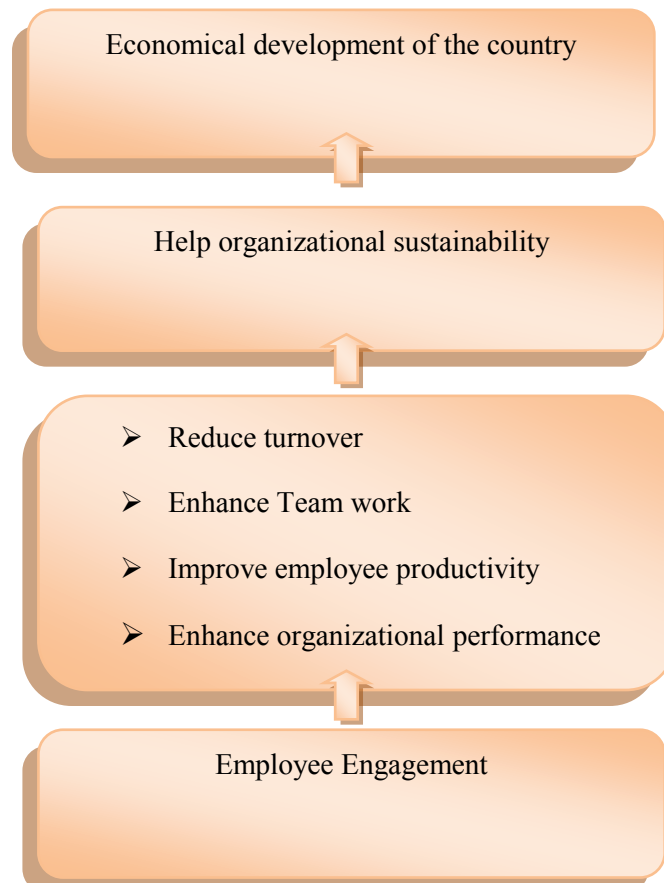 Economical development of the country
Help organizational sustainability
➢ Reduce turnover
➢ Enhance Team work
➢ Improve employee productivity
➢ Enhance organizational performance
Employee Engagement